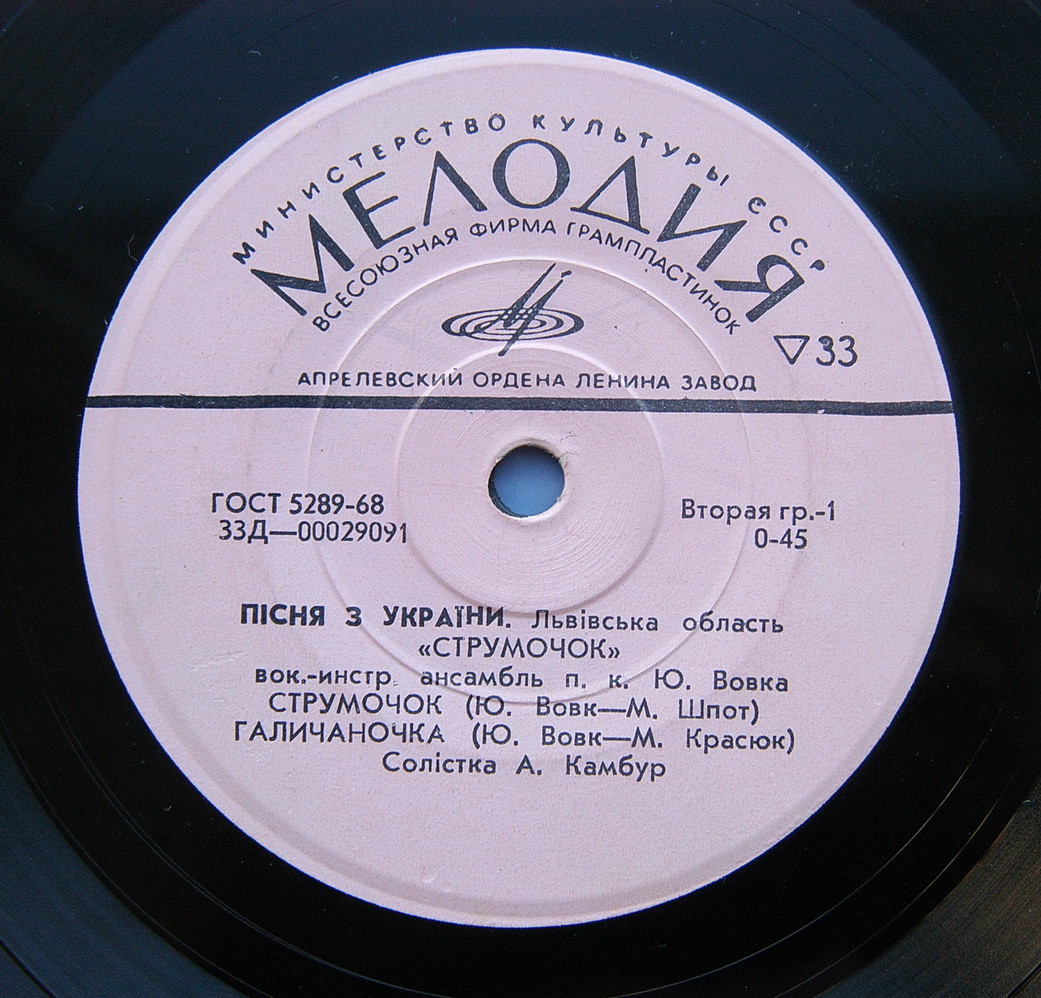 МИНИСТЕРСТВО КУЛЬТУРЫ СССР
МЕЛОДИЯ
ВСЕСОЮЗНАЯ ФИРМА ГРАМПЛАСТИНОК
▽33
АПРЕЛЕВСКИЙ ОРДЕНА ЛЕНИНА ЗАВОД
ГОСТ 5289-68
33Д—00029091
Вторая гр.-1
0-45
ПІСНЯ З УКРАЇНИ. Львівська область
«СТРУМОЧОК»
вок.-инстр. ансамбль п. к. Ю. Вовка
СТРУМОЧОК (Ю. Вовк—М. Шпот)
ГАЛИЧАНОЧКА (Ю. Вовк—М. Красюк)
Солістка А. Камбур